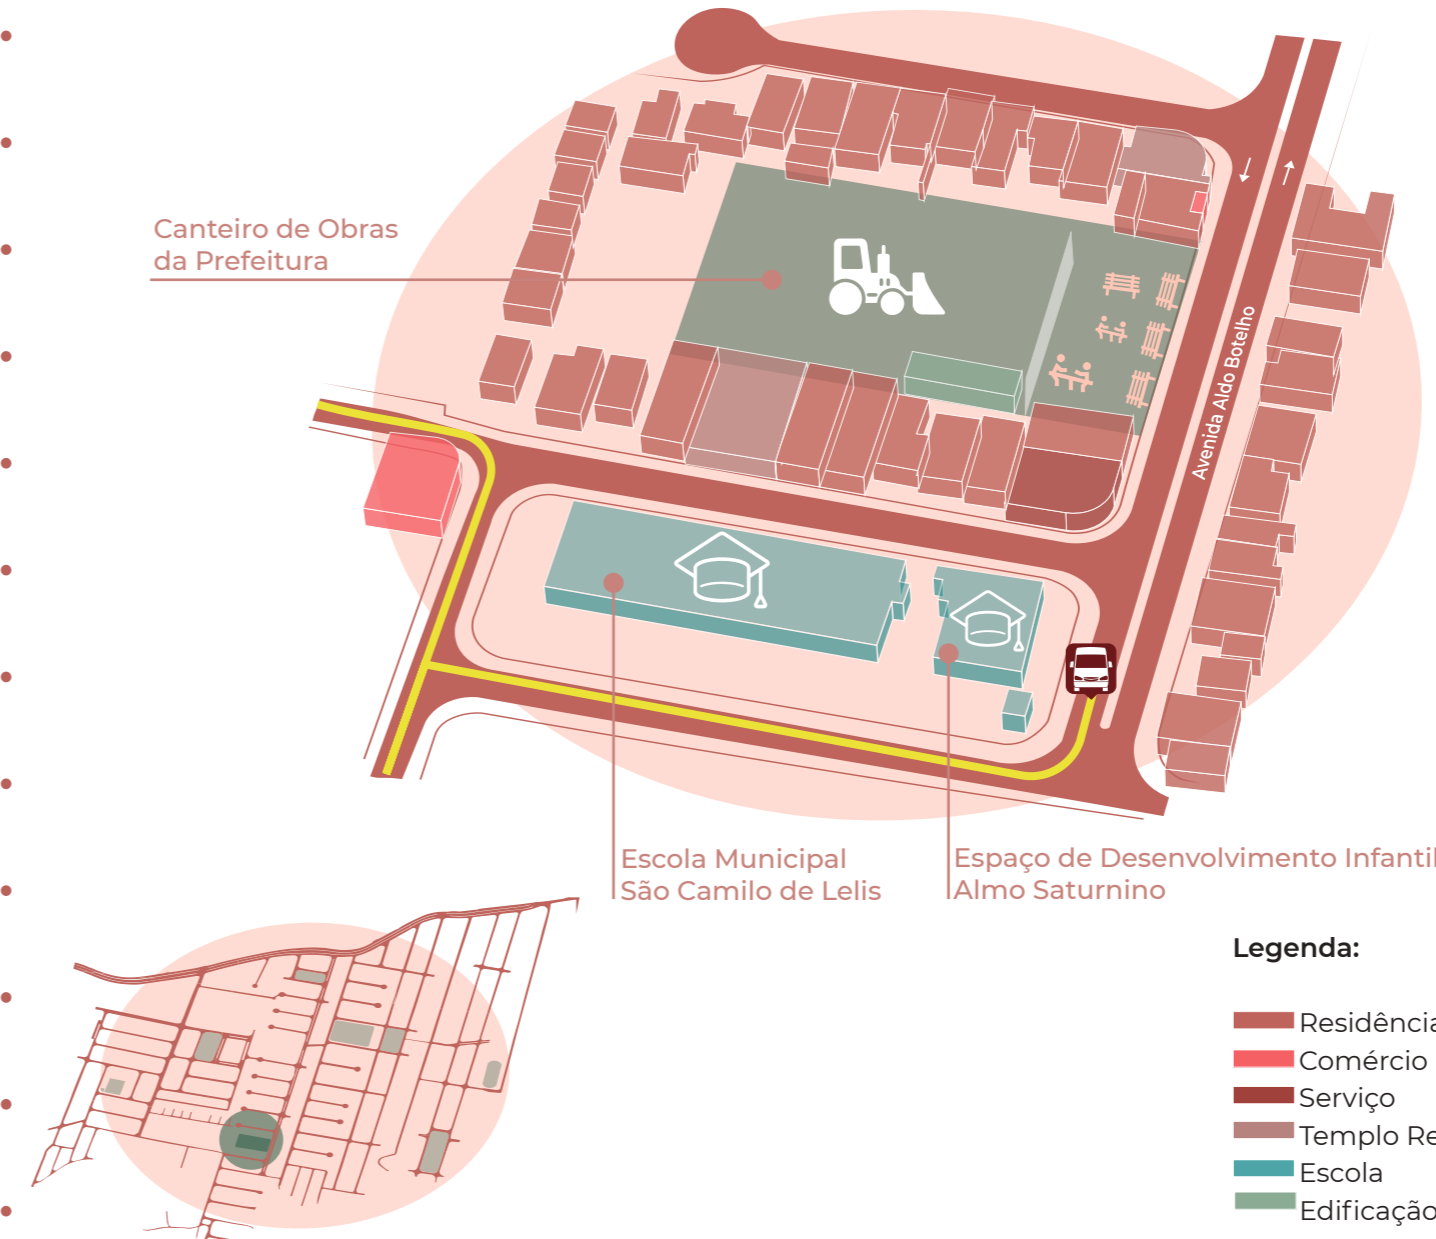 Canteiro de Obras
da Prefeitura
Avenida Aldo Botelho
Escola Municipal
São Camilo de Lelis
Espaço de Desenvolvimento Infantil
Almo Saturnino
Legenda:
Residência
Comércio
Serviço
Templo Re
Escola
Edificação